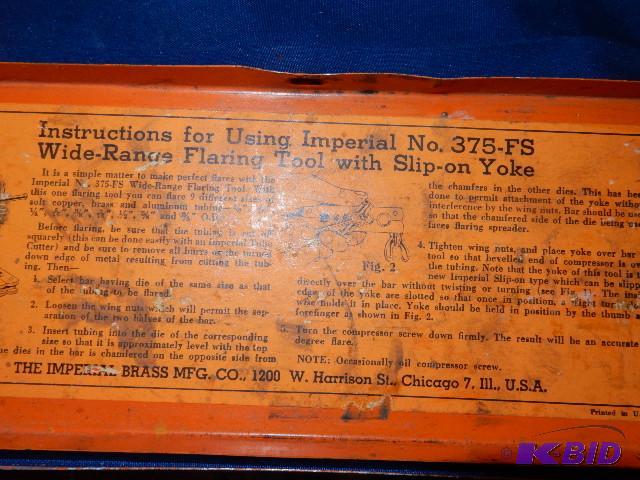 Instructions for Using Imperial No. 375-FS
Wide-Range Flaring Tool with Slip-on Yoke
It is a simple matter to make perfect flares with the
Imperial No. 375-FS Wide-Range Flaring Tool. With
this one flaring tool you can flare 9 different sizes of
soft copper, brass and aluminum tubing
O.D.
Before flaring, be sure that the tubing is cut off
squarely (this can be done easily with an imperial Tube
Cutter) and be sure to remove all burrs or the turned
down edge of metal resulting from cutting the tub-
ing. Then—
1. Select bar having die of the same size as that
of the tubing to be flared.
2. Loosen the wing nuts which will permit the sep-
aration of the two halves of the bar.
3. Insert tubing into the die of the corresponding
size so that it is approximately level with the top
the dies in the bar is chamfered on the opposite side from
Fig. 2
the chamfers in the other dies. This has been
done to permit attachment of the yoke without
interference by the wing nuts. Bar should be
so that the chamfered side of the die being used
faces flaring spreader.
4. Tighten wing nuts, and place yoke over bar
tool so that bevelled end of compressor is over
the tubing. Note that the yoke of this tool is
new Imperial Slip-on type which can be slipped
directly over the bar without twisting or turning (see Fig. The
edges of the yoke are slotted so that once in position, a slight
will hold it in place. Yoke should be held in position by the thumb
forefinger as shown in Fig. 2.
5. Turn the compressor screw down firmly. The result will be an accurate
degree flare.
NOTE: Occasionally oil compressor screw.
THE IMPERIAL BRASS MFG. CO., 1200 W. Harrison St., Chicago 7, Ill., U.S.A.
Printed in U.
© K-BID